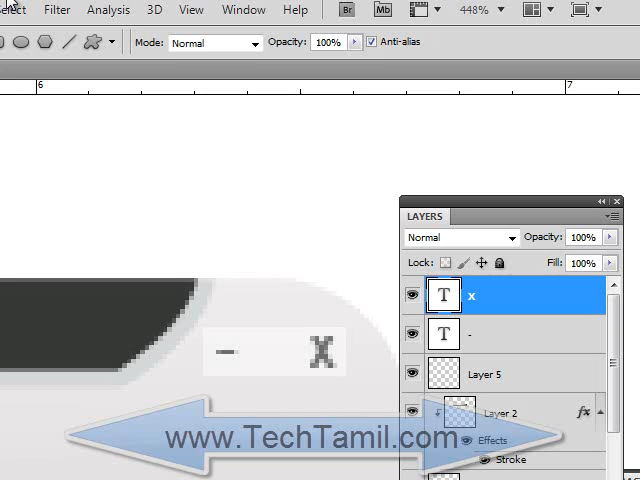 Select Filter Analysis 3D View Window Help Br Mb 448%
Mode: Normal Opacity: 100% Anti-alias
6 7
LAYERS
Normal Opacity: 100%
Lock: Fill: 100%
T x
T -
Layer 5
Layer 2 fx
Effects
Stroke
- X
www.TechTamil.com